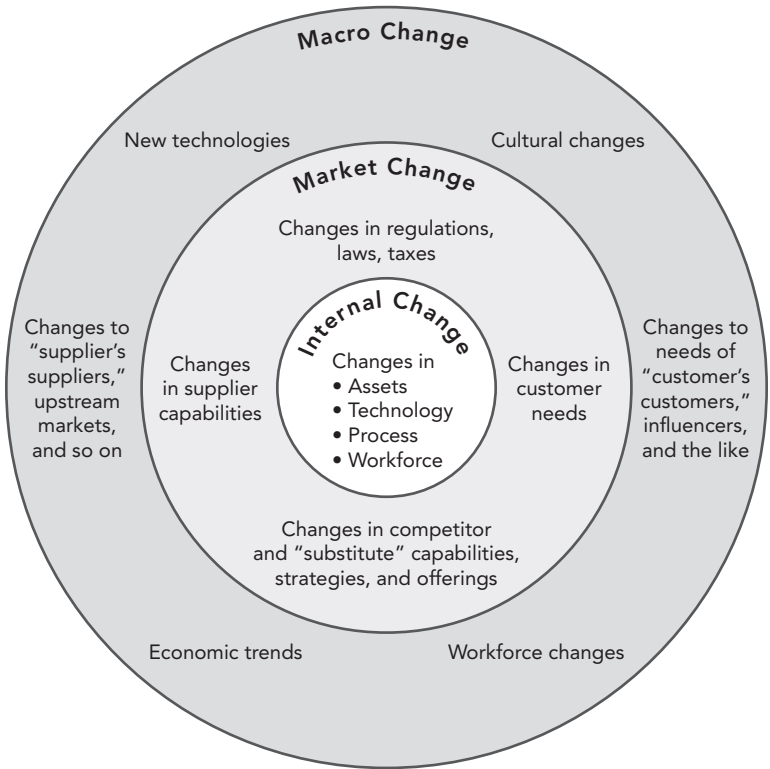 Macro Change
New technologies
Cultural changes
Market Change
Changes in regulations,
laws, taxes
Internal Change
Changes in
• Assets
• Technology
• Process
• Workforce
Changes to
“supplier’s
suppliers,”
upstream
markets,
and so on
Changes
in supplier
capabilities
Changes in
customer
needs
Changes to
needs of
“customer’s
customers,”
influencers,
and the like
Changes in competitor
and “substitute” capabilities,
strategies, and offerings
Economic trends
Workforce changes